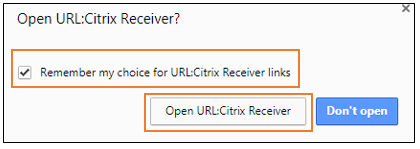 Open URL:Citrix Receiver?
Remember my choice for URL:Citrix Receiver links
Open URL:Citrix Receiver Don't open